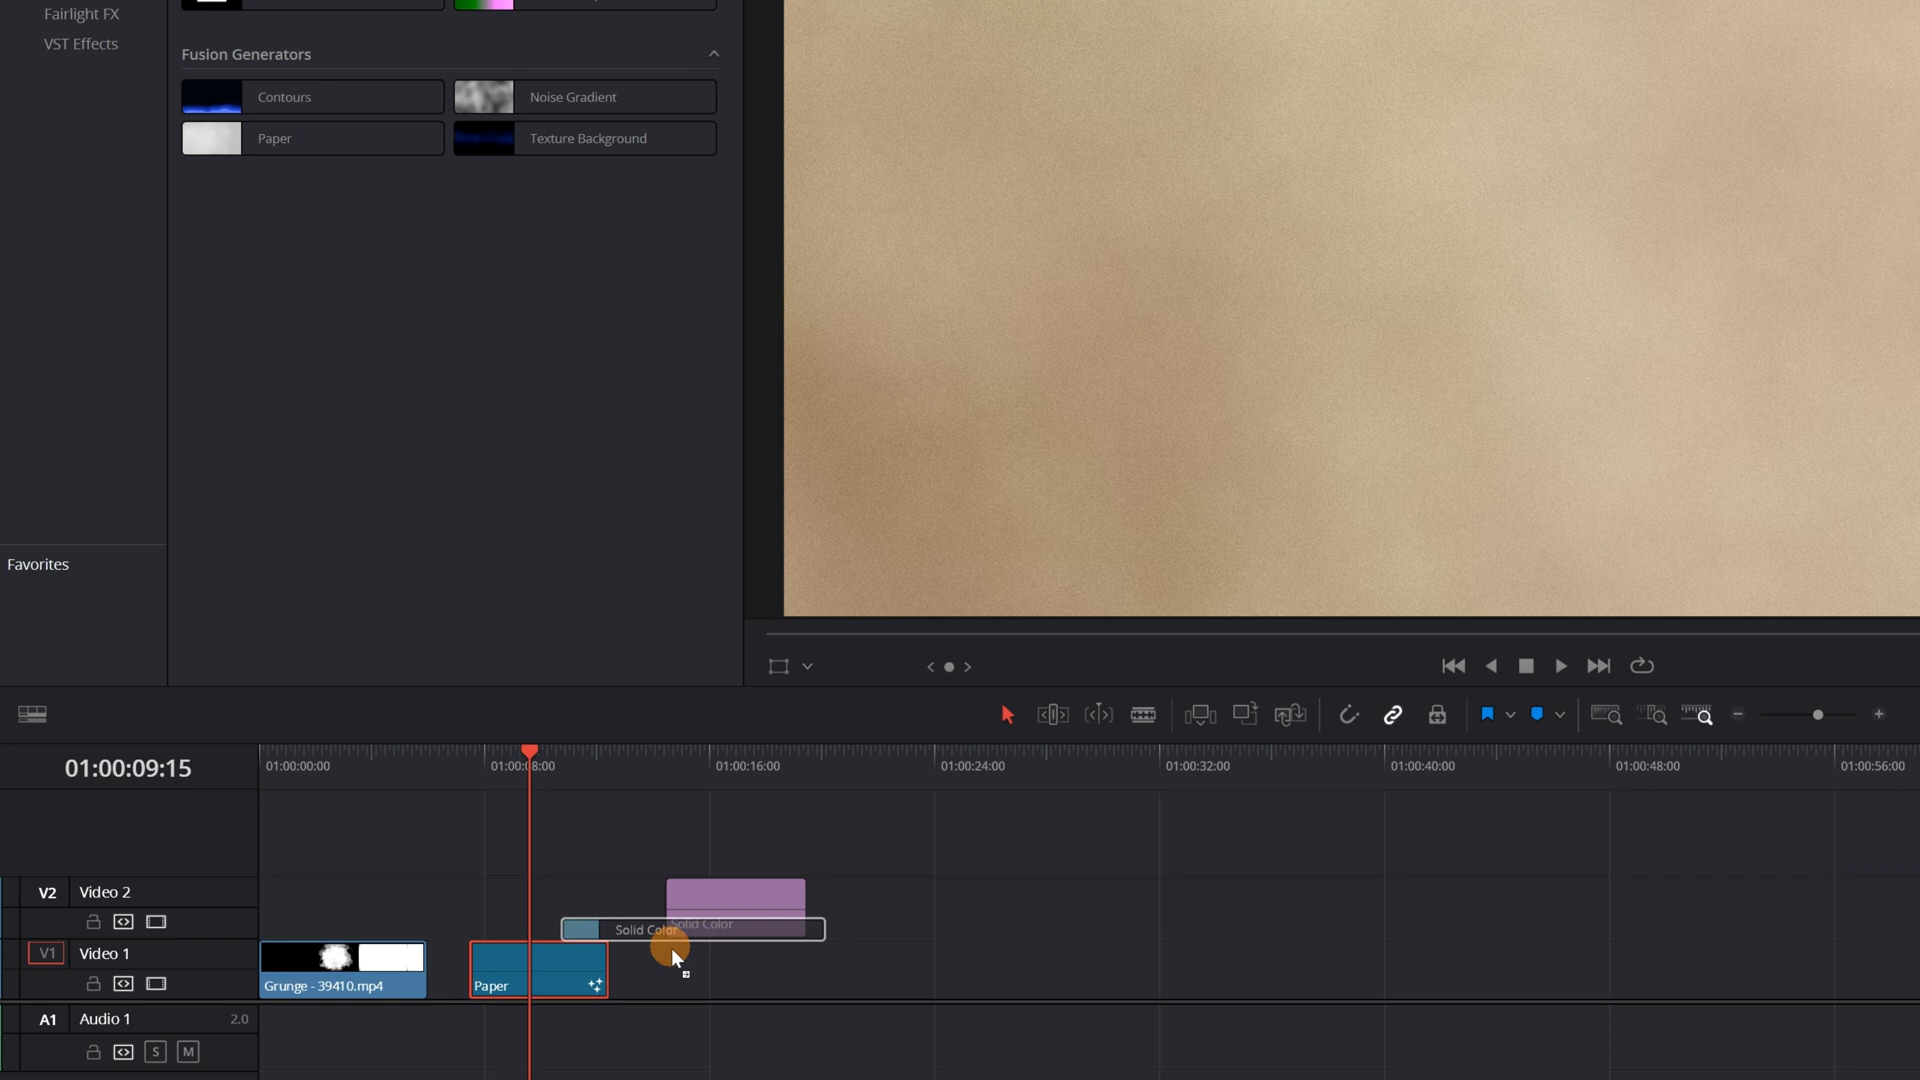 Fairlight FX
VST Effects
Fusion Generators
Contours
Noise Gradient
Paper
Texture Background
Favorites
01:00:09:15
01:00:00:00
01:00:08:00
01:00:16:00
01:00:24:00
01:00:32:00
01:00:40:00
01:00:48:00
01:00:56:00
V2 Video 2
Solid Color
Solid Color
V1 Video 1
Grunge - 39410.mp4
Paper
A1 Audio 1 2.0
S M